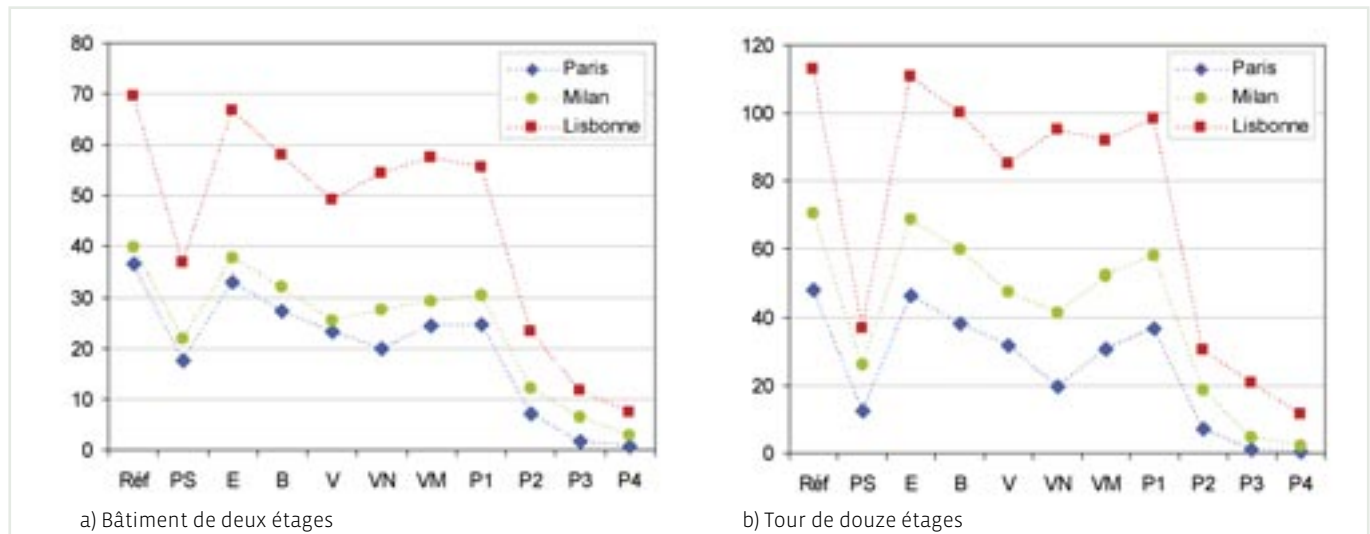 80
70
60
50
40
30
20
10
0
Paris
Milan
Lisbonne
Réf PS E B V VN VM P1 P2 P3 P4
a) Bâtiment de deux étages
120
100
80
60
40
20
0
Paris
Milan
Lisbonne
Réf PS E B V VN VM P1 P2 P3 P4
b) Tour de douze étages